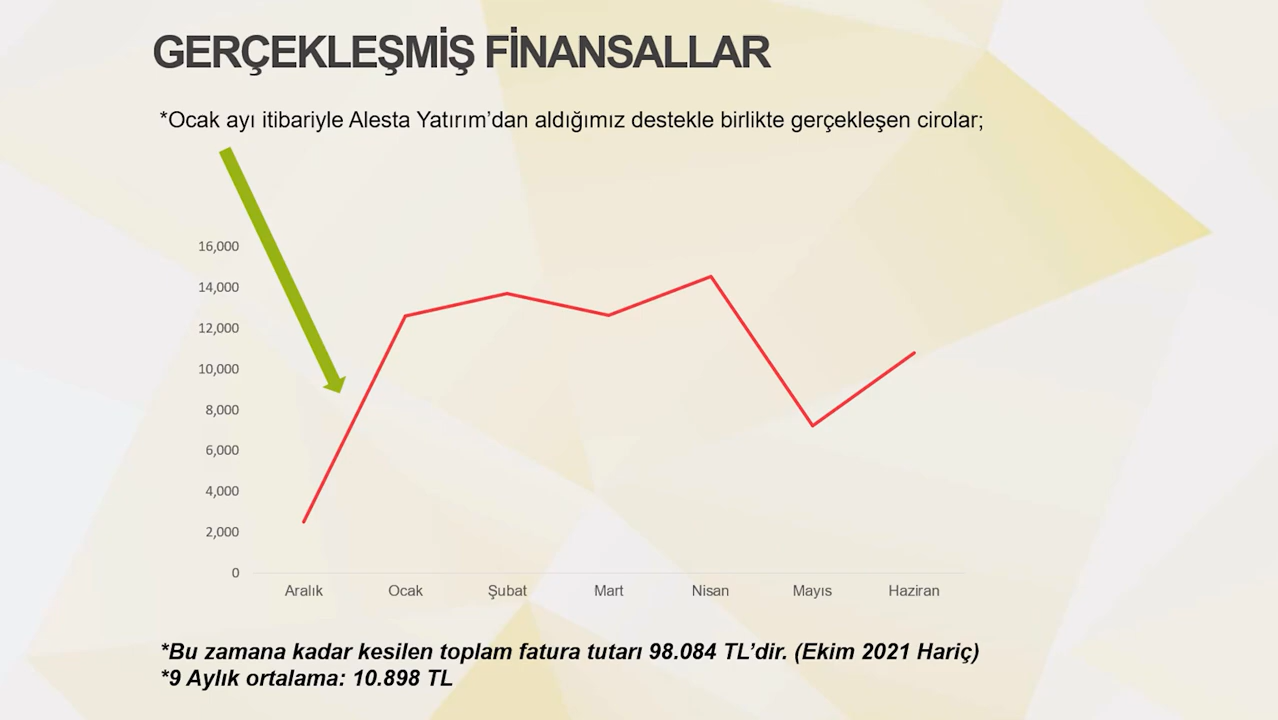 GERÇEKLEŞMİŞ FİNANSALLAR
*Ocak ayı itibariyle Alesta Yatırım’dan aldığımız destekle birlikte gerçekleşen cirolar;
16,000
14,000
12,000
10,000
8,000
6,000
4,000
2,000
0
Aralık Ocak Şubat Mart Nisan Mayıs Haziran
*Bu zamana kadar kesilen toplam fatura tutarı 98.084 TL’dir. (Ekim 2021 Hariç)
*9 Aylık ortalama: 10.898 TL